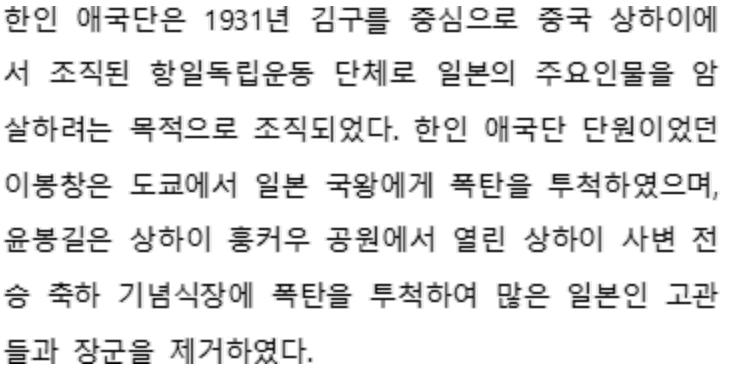 한인 애국단은 1931년 김구를 중심으로 중국 상하이에
서 조직된 항일독립운동 단체로 일본의 주요인물을 암
살하려는 목적으로 조직되었다. 한인 애국단 단원이었던
이봉창은 도쿄에서 일본 국왕에게 폭탄을 투척하였으며,
윤봉길은 상하이 훙커우 공원에서 열린 상하이 사변 전
승 축하 기념식장에 폭탄을 투척하여 많은 일본인 고관
들과 장군을 제거하였다.